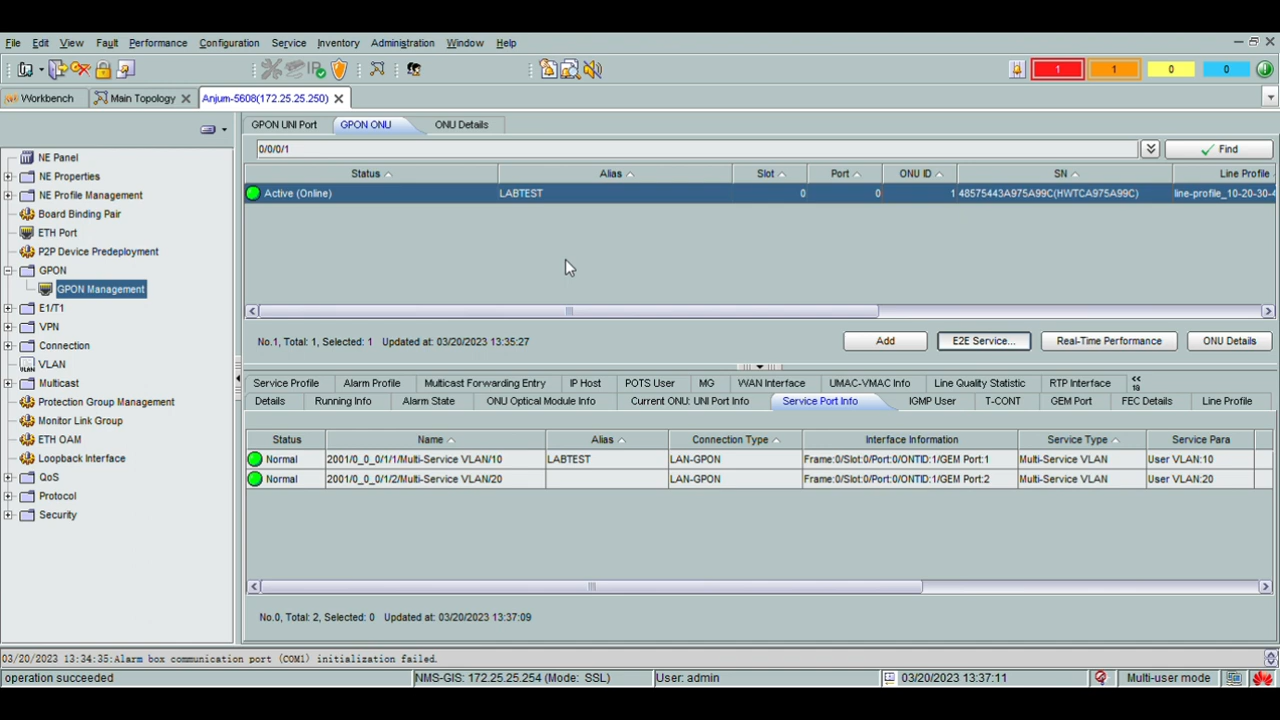 File Edit View Fault Performance Configuration Service Inventory Administration Window Help
1 1 0 0
Workbench Main Topology Anjum-5608(172.25.25.250)
GPON UNI Port GPON ONU ONU Details
0/0/0/1 Find
Status Alias Slot Port ONU ID SN Line Profile
Active (Online) LABTEST 0 0 1 48575443A975A99C(HWTCA975A99C) line-profile_10-20-30-4
NE Panel
NE Properties
NE Profile Management
Board Binding Pair
ETH Port
P2P Device Predeployment
GPON
GPON Management
E1/T1
VPN
Connection
VLAN
Multicast
Protection Group Management
Monitor Link Group
ETH OAM
Loopback Interface
QoS
Protocol
Security
No.1, Total: 1, Selected: 1 Updated at: 03/20/2023 13:35:27 Add E2E Service... Real-Time Performance ONU Details
Service Profile Alarm Profile Multicast Forwarding Entry IP Host POTS User MG WAN Interface UMAC-VMAC Info Line Quality Statistic RTP Interface
Details Running Info Alarm State ONU Optical Module Info Current ONU: UNI Port Info Service Port Info IGMP User T-CONT GEM Port FEC Details Line Profile
Status Name Alias Connection Type Interface Information Service Type Service Para
Normal 2001/0_0_0/1/1/Multi-Service VLAN/10 LABTEST LAN-GPON Frame:0/Slot:0/Port:0/ONTID:1/GEM Port:1 Multi-Service VLAN User VLAN:10
Normal 2001/0_0_0/1/2/Multi-Service VLAN/20 LAN-GPON Frame:0/Slot:0/Port:0/ONTID:1/GEM Port:2 Multi-Service VLAN User VLAN:20
No.0, Total: 2, Selected: 0 Updated at: 03/20/2023 13:37:09
03/20/2023 13:34:35:Alarm box communication port (COM1) initialization failed.
operation succeeded NMS-GIS: 172.25.25.254 (Mode: SSL) User: admin 03/20/2023 13:37:11 Multi-user mode